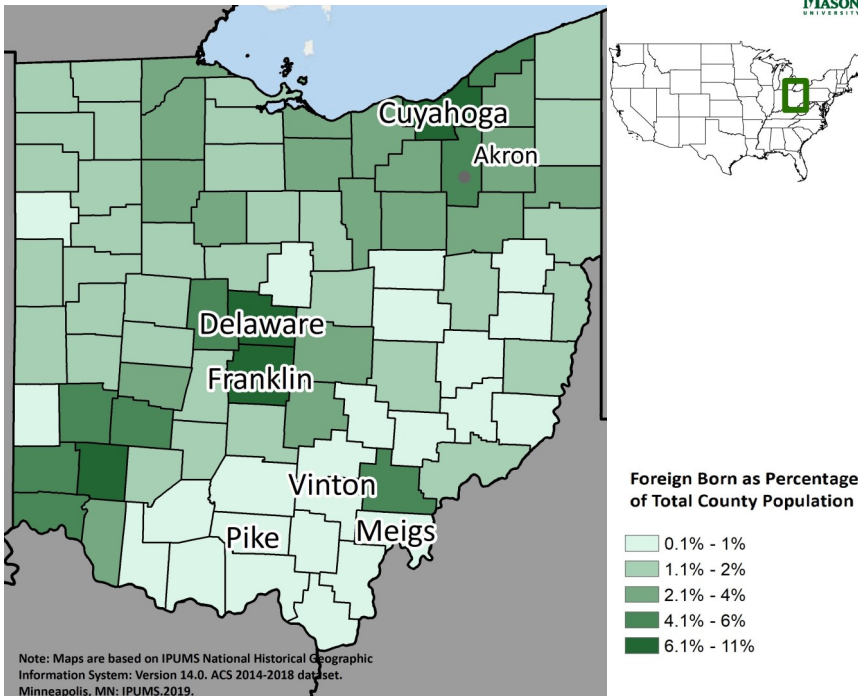 MASON
UNIVERSITY
Cuyahoga
Akron
Delaware
Franklin
Vinton
Pike
Meigs
Foreign Born as Percentage
of Total County Population
0.1% - 1%
1.1% - 2%
2.1% - 4%
4.1% - 6%
6.1% - 11%
Note: Maps are based on IPUMS National Historical Geographic
Information System: Version 14.0. ACS 2014-2018 dataset.
Minneapolis, MN: IPUMS.2019.